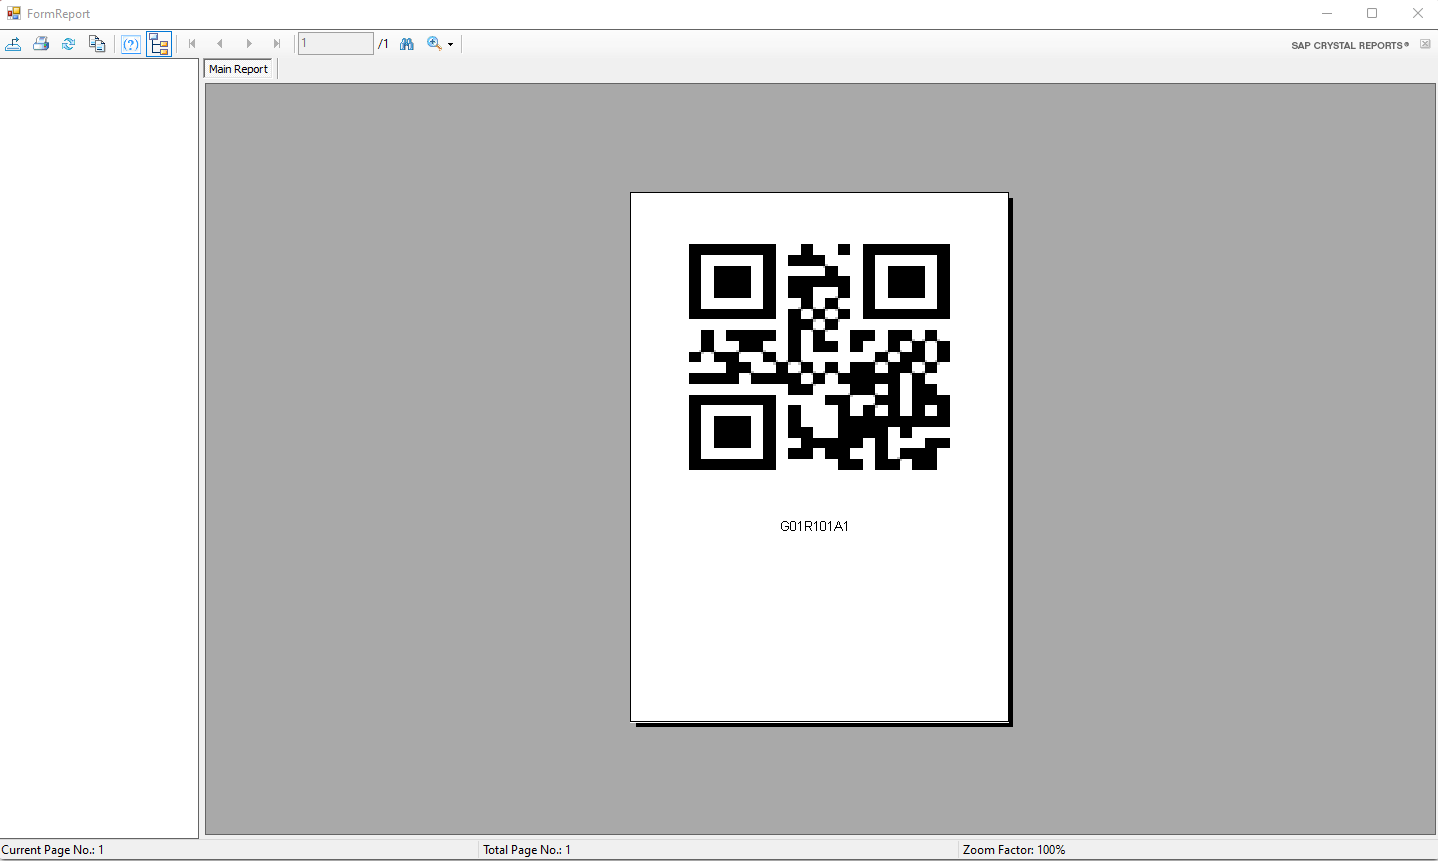 FormReport
1 /1
SAP CRYSTAL REPORTS®
Main Report
G01R101A1
Current Page No.: 1
Total Page No.: 1
Zoom Factor: 100%